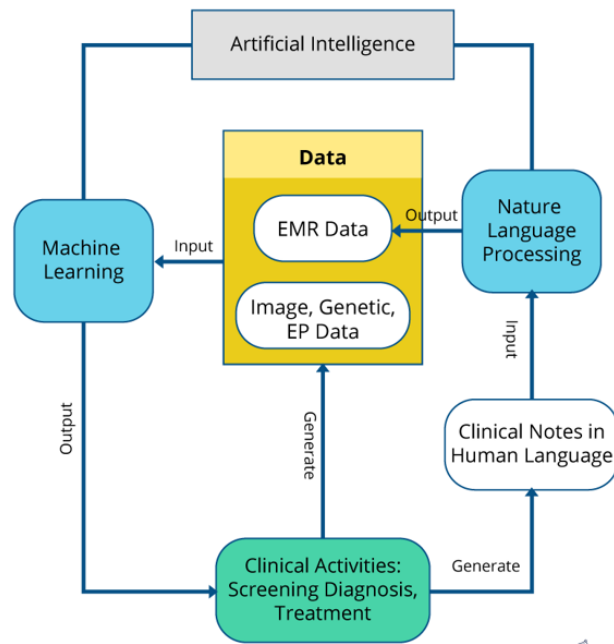 Artificial Intelligence
Data
EMR Data
Image, Genetic,
EP Data
Output
Nature
Language
Processing
Machine
Learning
Input
Input
Output
Generate
Clinical Notes in
Human Language
Clinical Activities:
Screening Diagnosis,
Treatment
Generate